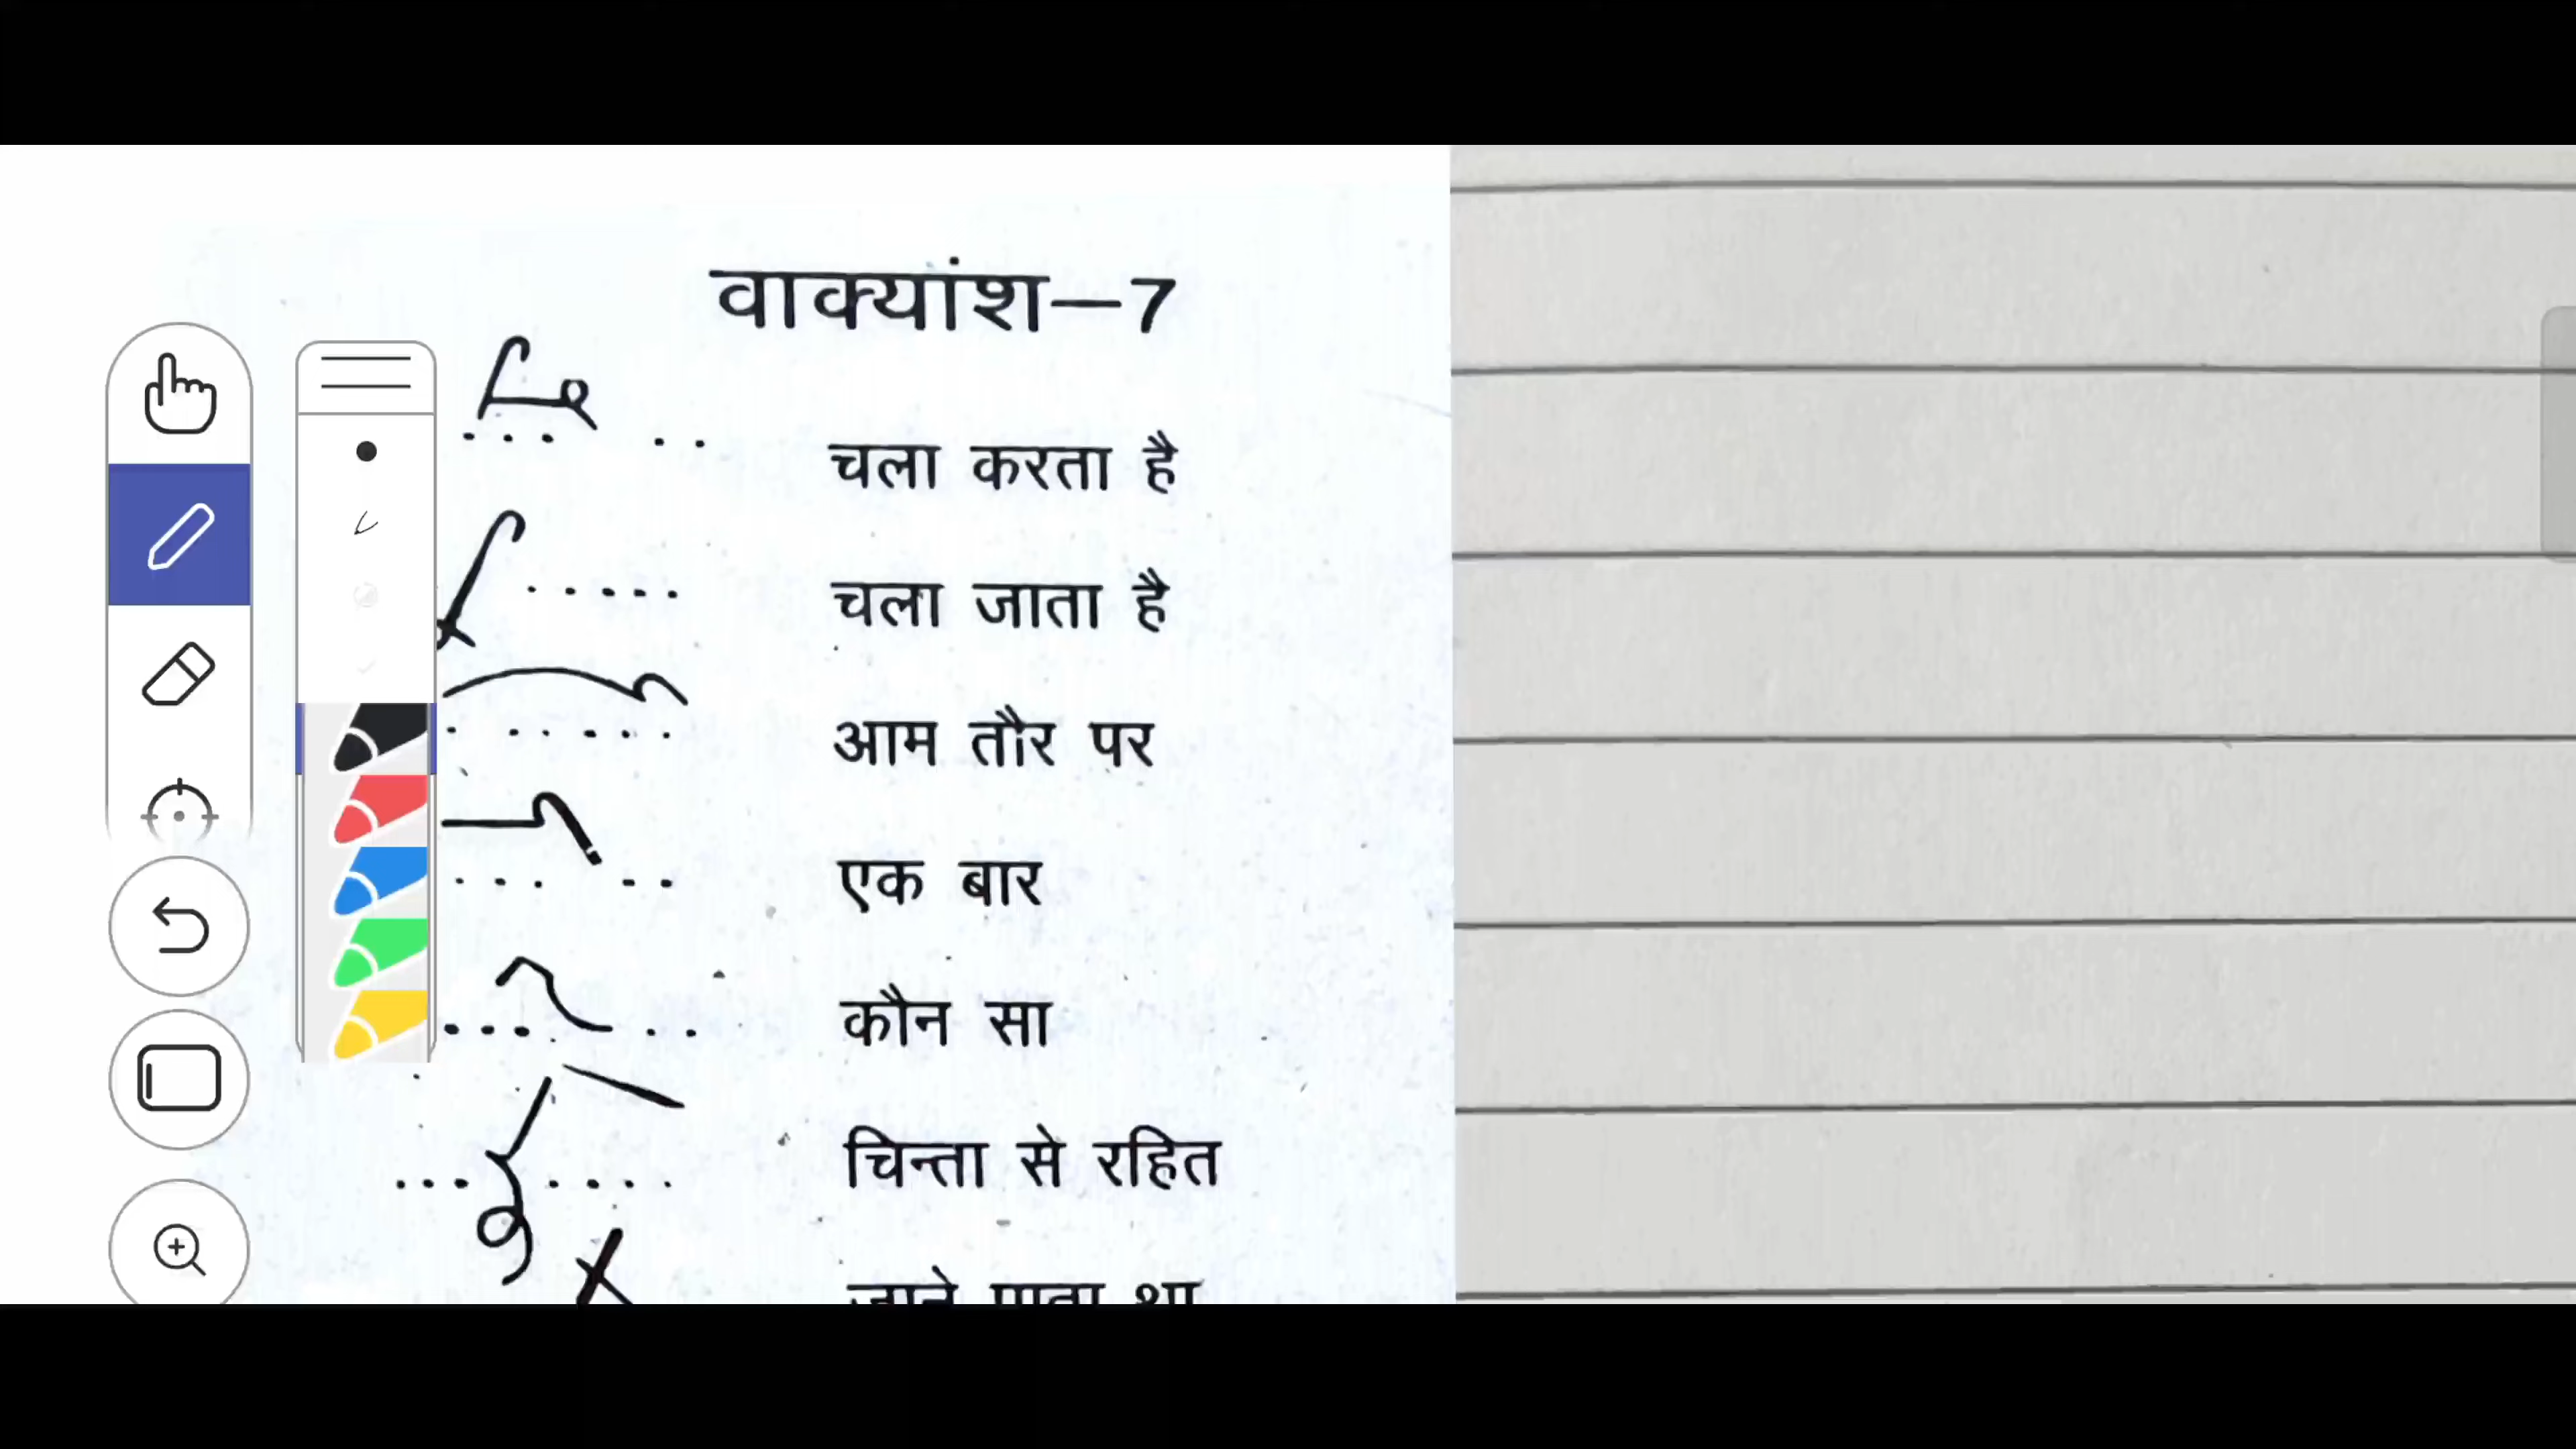 वाक्यांश—7
चला करता है
चला जाता है
आम तौर पर
एक बार
कौन सा
चिन्ता से रहित